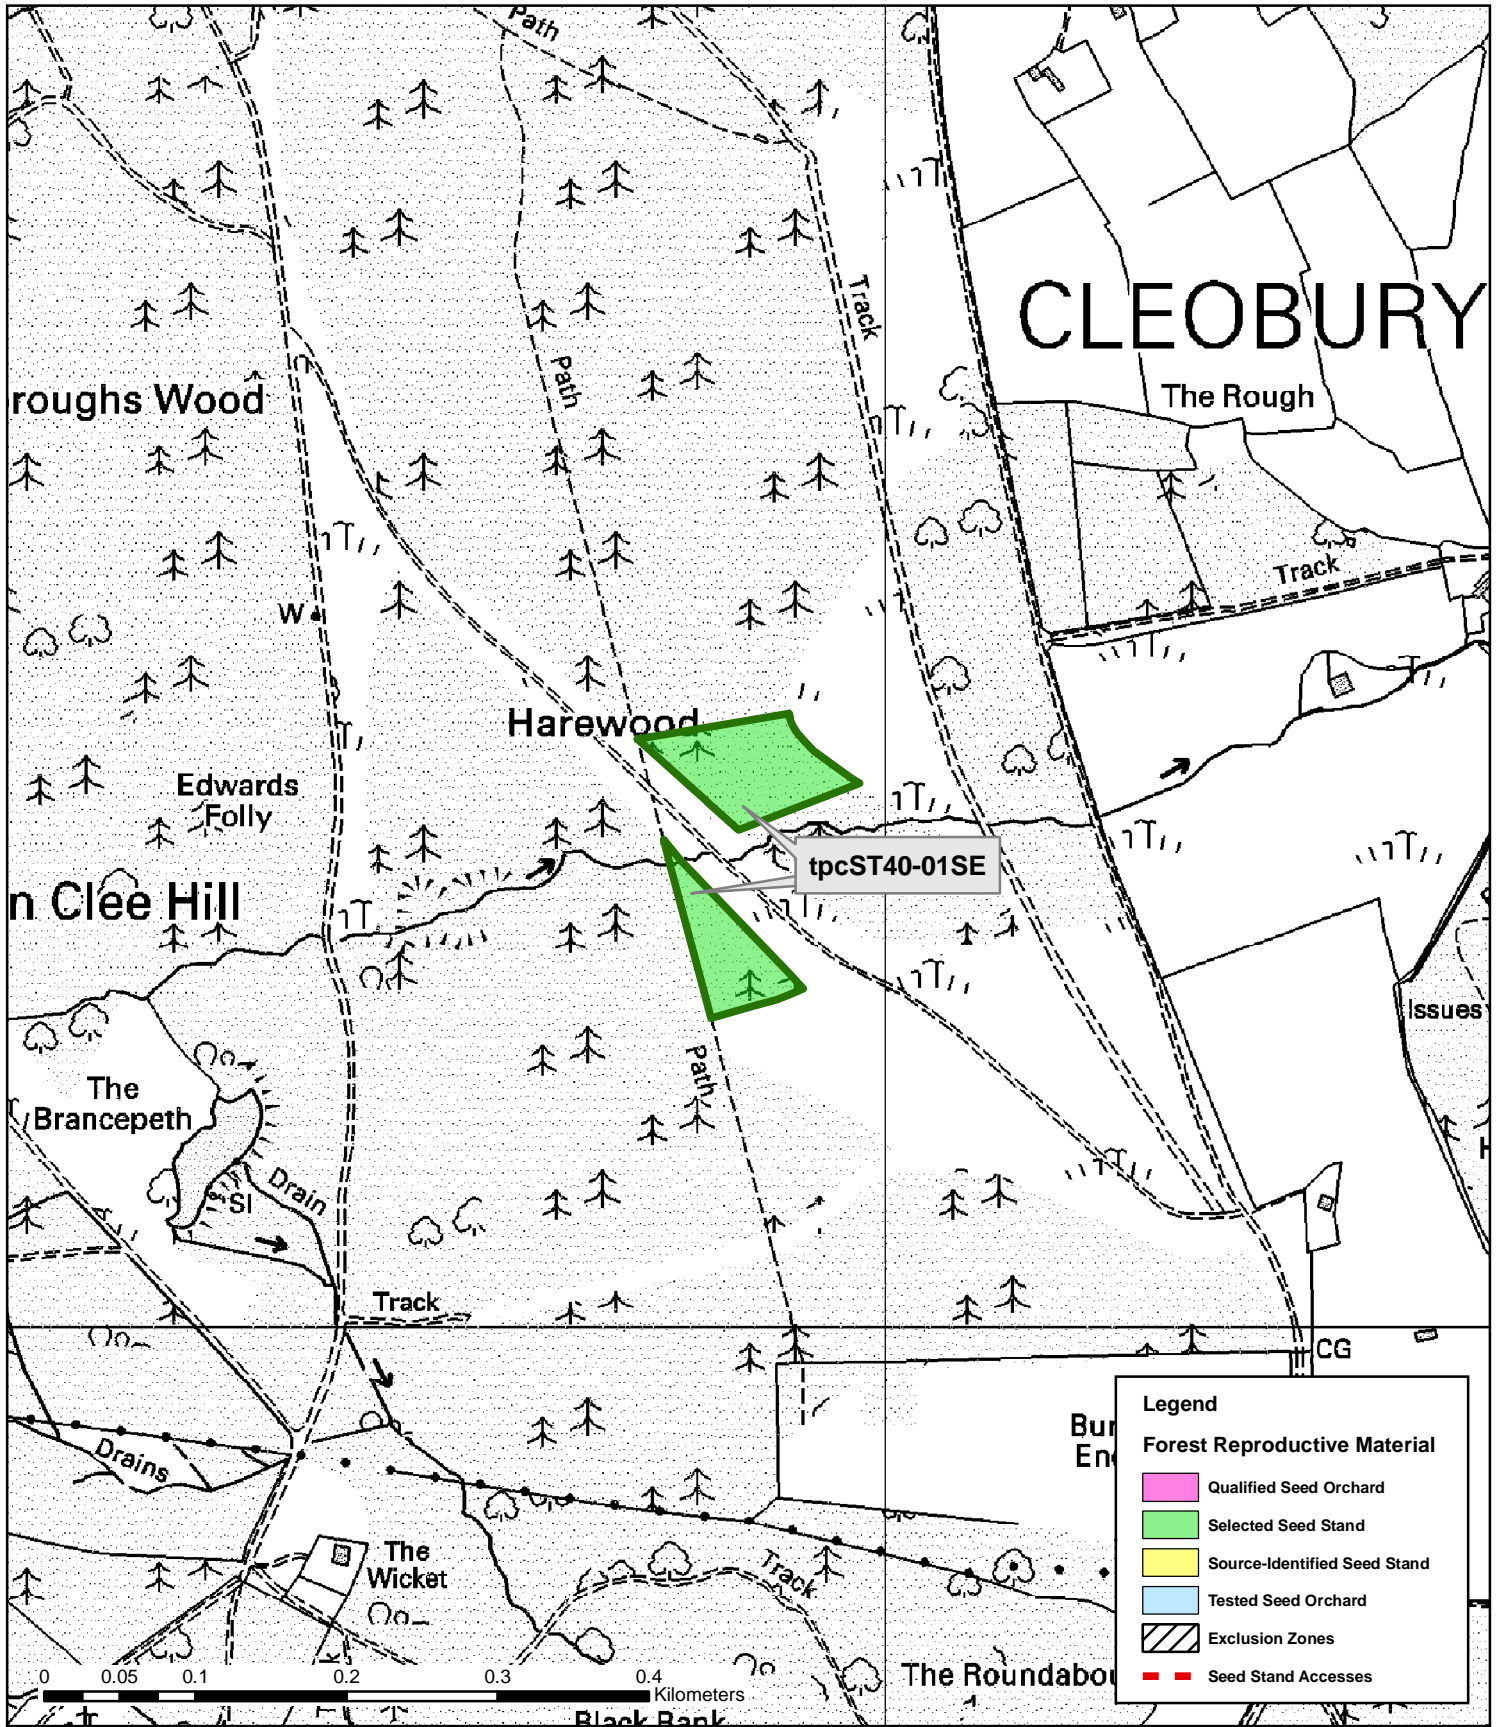 Path
Track
CLEOBURY
Path
roughs Wood
The Rough
Track
W
Harewood
Edwards
Folly
tpcST40-01SE
n Clee Hill
Issues
Path
The
Brancepeth
Drain
Sl
Track
CG
Legend
Forest Reproductive Material
Qualified Seed Orchard
Selected Seed Stand
Source-Identified Seed Stand
Tested Seed Orchard
Exclusion Zones
Seed Stand Accesses
Bur
En
Drains
The
Wicket
Track
The Roundabou
0 0.05 0.1 0.2 0.3 0.4
Kilometers
Black Bank